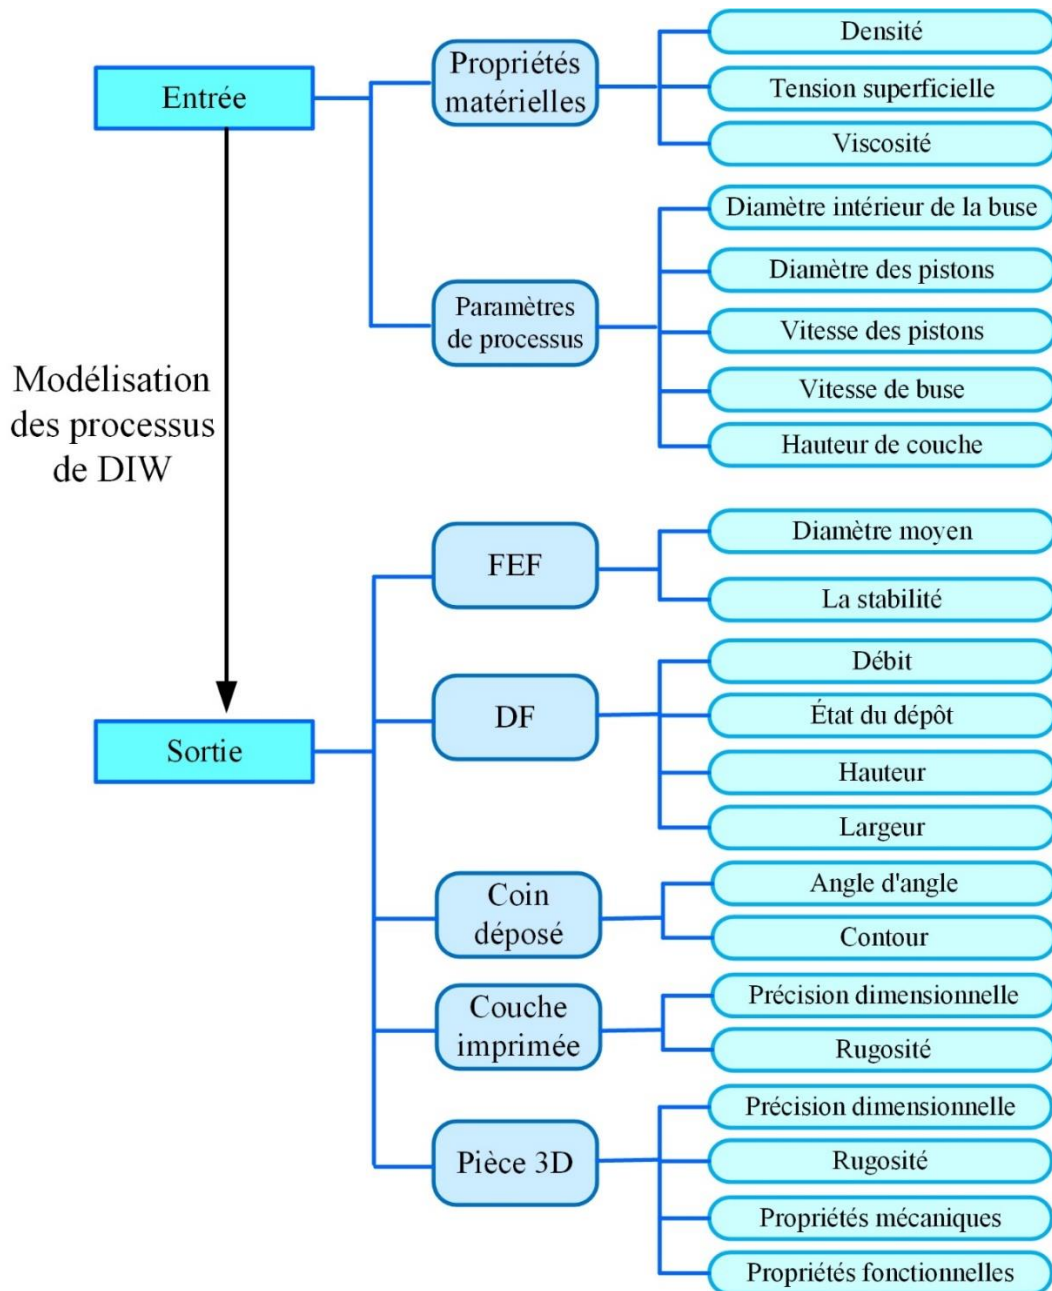 Entrée
Propriétés
matérielles
Densité
Tension superficielle
Viscosité
Paramètres
de processus
Diamètre intérieur de la buse
Diamètre des pistons
Vitesse des pistons
Vitesse de buse
Hauteur de couche
Modélisation
des processus
de DIW
Sortie
FEF
Diamètre moyen
La stabilité
DF
Débit
État du dépôt
Hauteur
Largeur
Coin
déposé
Angle d'angle
Contour
Couche
imprimée
Précision dimensionnelle
Rugosité
Pièce 3D
Précision dimensionnelle
Rugosité
Propriétés mécaniques
Propriétés fonctionnelles